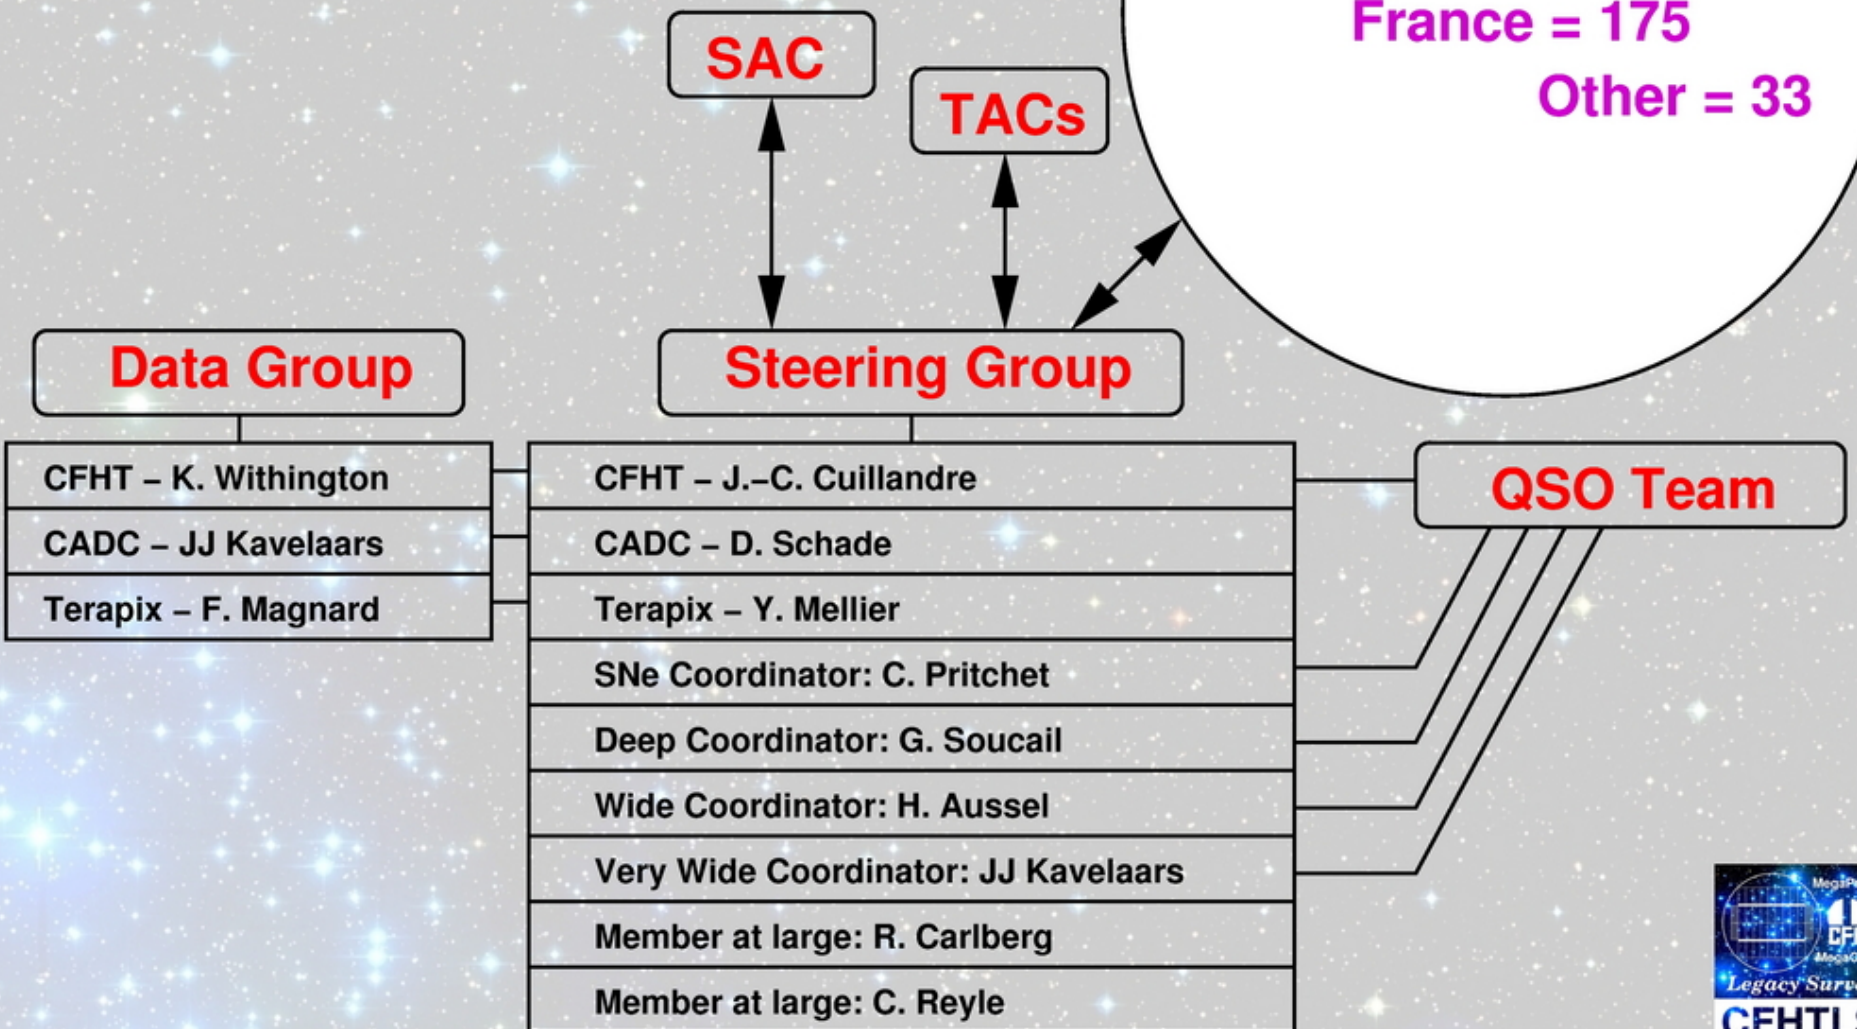 France = 175
Other = 33
SAC
TACs
Data Group
Steering Group
CFHT – K. Withington
CADC – JJ Kavelaars
Terapix – F. Magnard
CFHT – J.–C. Cuillandre
CADC – D. Schade
Terapix – Y. Mellier
SNe Coordinator: C. Pritchet
Deep Coordinator: G. Soucail
Wide Coordinator: H. Aussel
Very Wide Coordinator: JJ Kavelaars
Member at large: R. Carlberg
Member at large: C. Reyle
QSO Team
Legacy